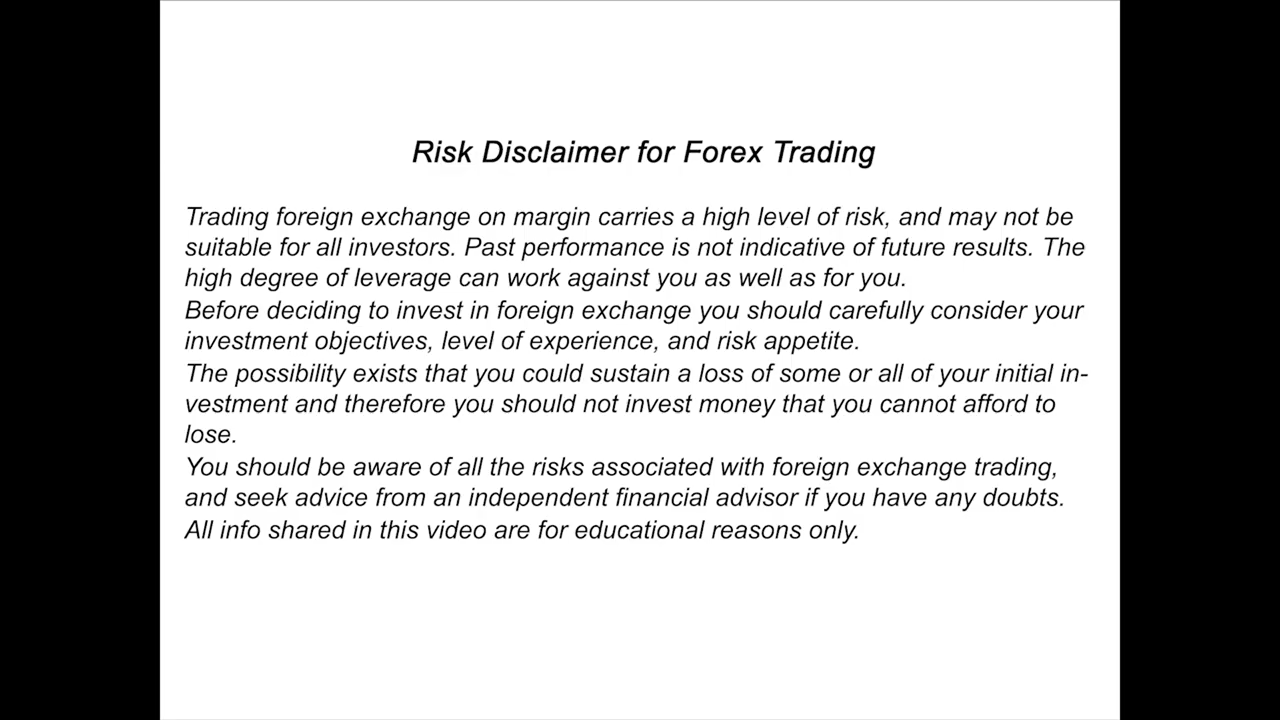 Risk Disclaimer for Forex Trading
Trading foreign exchange on margin carries a high level of risk, and may not be
suitable for all investors. Past performance is not indicative of future results. The
high degree of leverage can work against you as well as for you.
Before deciding to invest in foreign exchange you should carefully consider your
investment objectives, level of experience, and risk appetite.
The possibility exists that you could sustain a loss of some or all of your initial in-
vestment and therefore you should not invest money that you cannot afford to
lose.
You should be aware of all the risks associated with foreign exchange trading,
and seek advice from an independent financial advisor if you have any doubts.
All info shared in this video are for educational reasons only.